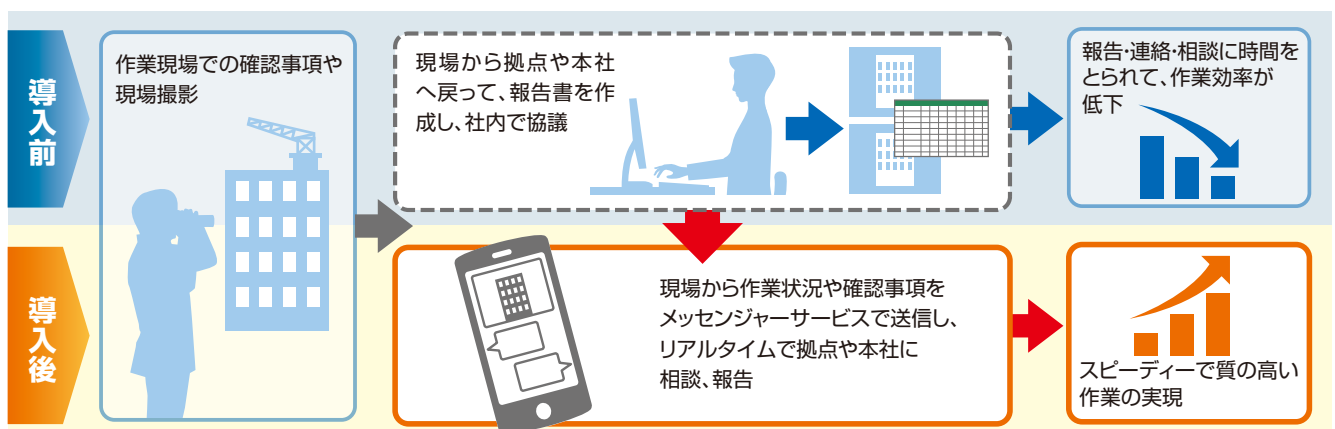 導入前
作業現場での確認事項や
現場撮影
現場から拠点や本社
へ戻って、報告書を作
成し、社内で協議
報告・連絡・相談に時間を
とられて、作業効率が
低下
導入後
現場から作業状況や確認事項を
メッセンジャーサービスで送信し、
リアルタイムで拠点や本社に
相談、報告
スピーディーで質の高い
作業の実現